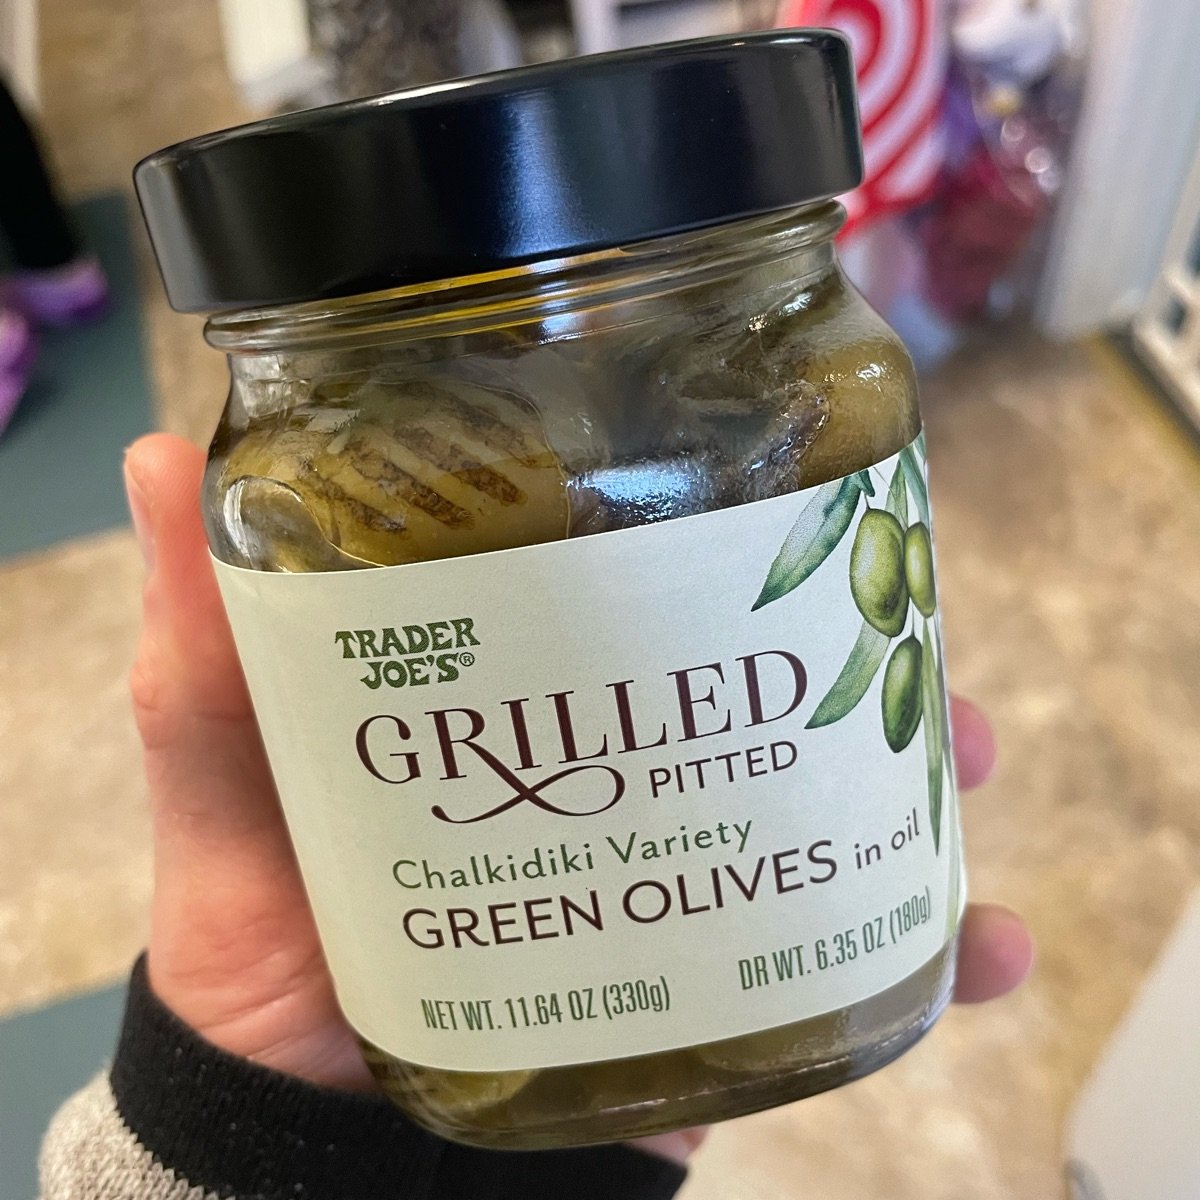 TRADER
JOE'S®
GRILLED
PITTED
Chalkidiki Variety
GREEN OLIVES in oil
NET WT. 11.64 OZ (330g)
DR WT. 6.35 OZ (180g)